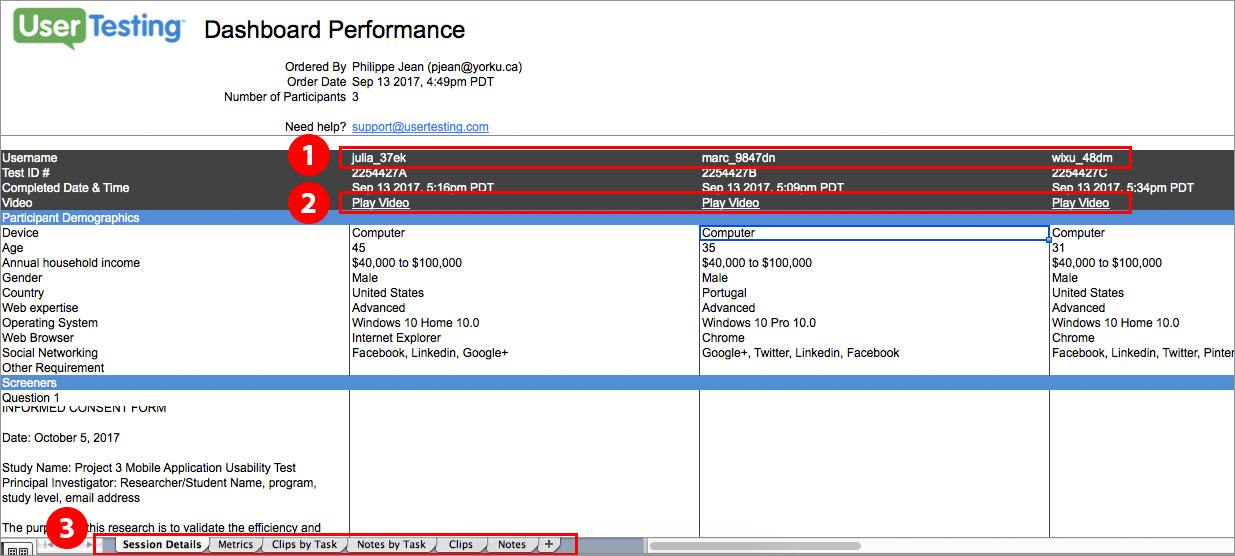 UserTesting Dashboard Performance
Ordered By Philippe Jean (pjean@yorku.ca)
Order Date Sep 13 2017, 4:49pm PDT
Number of Participants 3
Need help? support@usertesting.com
1
Username julia_37ek marc_9847dn wixu_48dm
Test ID # 2254427A 2254427B 2254427C
Completed Date & Time Sep 13 2017, 5:16pm PDT Sep 13 2017, 5:09pm PDT Sep 13 2017, 5:34pm PDT
2
Video Play Video Play Video Play Video
Participant Demographics
Device Computer Computer Computer
Age 45 35 31
Annual household income $40,000 to $100,000 $40,000 to $100,000 $40,000 to $100,000
Gender Male Male Male
Country United States Portugal United States
Web expertise Advanced Advanced Advanced
Operating System Windows 10 Home 10.0 Windows 10 Pro 10.0 Windows 10 Home 10.0
Web Browser Internet Explorer Chrome Chrome
Social Networking Facebook, Linkedin, Google+ Google+, Twitter, Linkedin, Facebook Facebook, Linkedin, Twitter, Pinter
Other Requirement
Screeners
Question 1
INFORMED CONSENT FORM
Date: October 5, 2017
Study Name: Project 3 Mobile Application Usability Test
Principal Investigator: Researcher/Student Name, program,
study level, email address
The purp this research is to validate the efficiency and
3
Session Details Metrics Clips by Task Notes by Task Clips Notes +